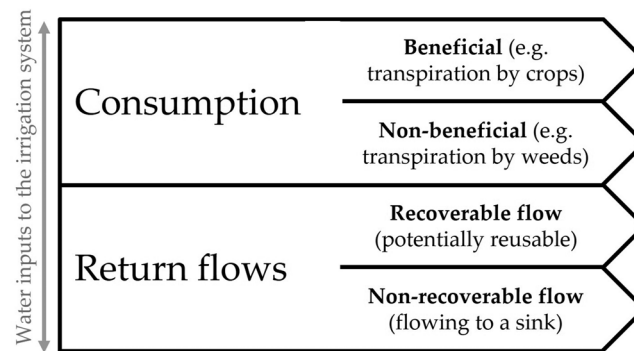 Water inputs to the irrigation system
Consumption
Beneficial (e.g.
transpiration by crops)
Non-beneficial (e.g.
transpiration by weeds)
Return flows
Recoverable flow
(potentially reusable)
Non-recoverable flow
(flowing to a sink)